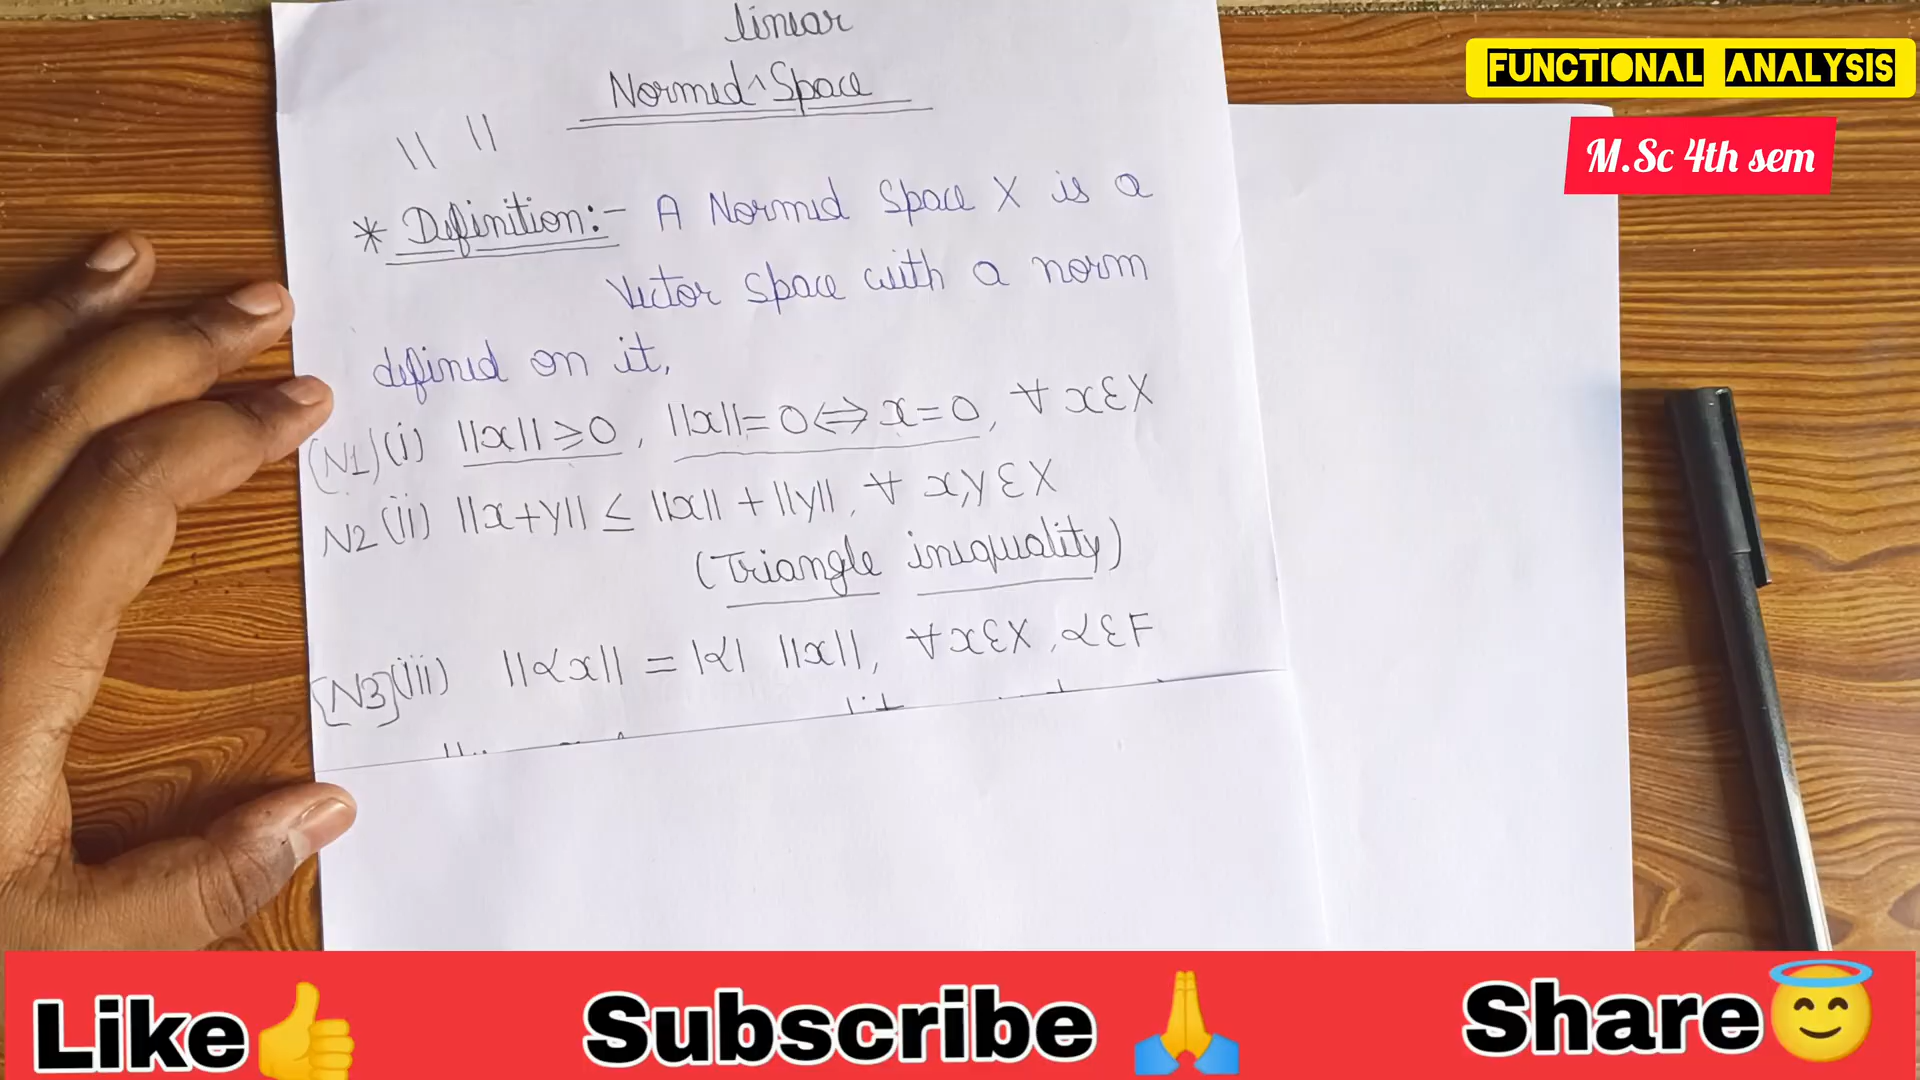 linear
Normed ^ Space
|| ||
* Definition:- A Normed Space X is a
Vector space with a norm
defined on it,
(N1) (i) ||x|| ≥ 0, ||x|| = 0 ⇔ x = 0, ∀ x ε X
N2 (ii) ||x+y|| ≤ ||x|| + ||y||, ∀ x,y ε X
(Triangle inequality)
[N3] (iii) ||αx|| = |α| ||x||, ∀ x ε X, α ε F
FUNCTIONAL ANALYSIS
M.Sc 4th sem
Like👍 Subscribe 🙏 Share😇